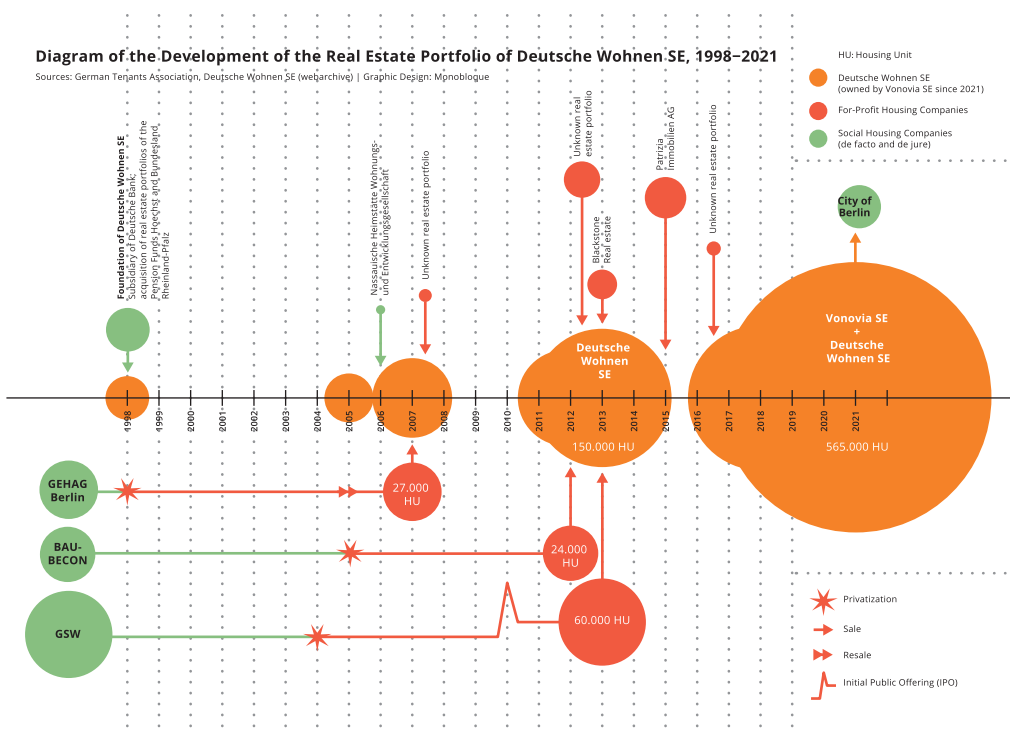 Diagram of the Development of the Real Estate Portfolio of Deutsche Wohnen SE, 1998–2021
Sources: German Tenants Association, Deutsche Wohnen SE (webarchive) | Graphic Design: Monobloque
HU: Housing Unit
Deutsche Wohnen SE
(owned by Vonovia SE since 2021)
For-Profit Housing Companies
Social Housing Companies
(de facto and de jure)
Foundation of Deutsche Wohnen SE
Subsidiary of Deutsche Bank;
acquisition of real estate portfolios of the
Pension Funds Hoechst and Bundesland
Rheinland-Pfalz
Nassauische Heimstätte Wohnungs-
und Entwicklungsgesellschaft
Unknown real estate portfolio
Unknown real
estate portfolio
Blackstone
Real estate
Patrizia
Immobilien AG
Unknown real estate portfolio
City of
Berlin
Deutsche
Wohnen
SE
150.000 HU
Vonovia SE
+
Deutsche
Wohnen SE
565.000 HU
1998
1999
2000
2001
2002
2003
2004
2005
2006
2007
2008
2009
2010
2011
2012
2013
2014
2015
2016
2017
2018
2019
2020
2021
GEHAG
Berlin
27.000
HU
BAU-
BECON
24.000
HU
GSW
60.000 HU
Privatization
Sale
Resale
Initial Public Offering (IPO)